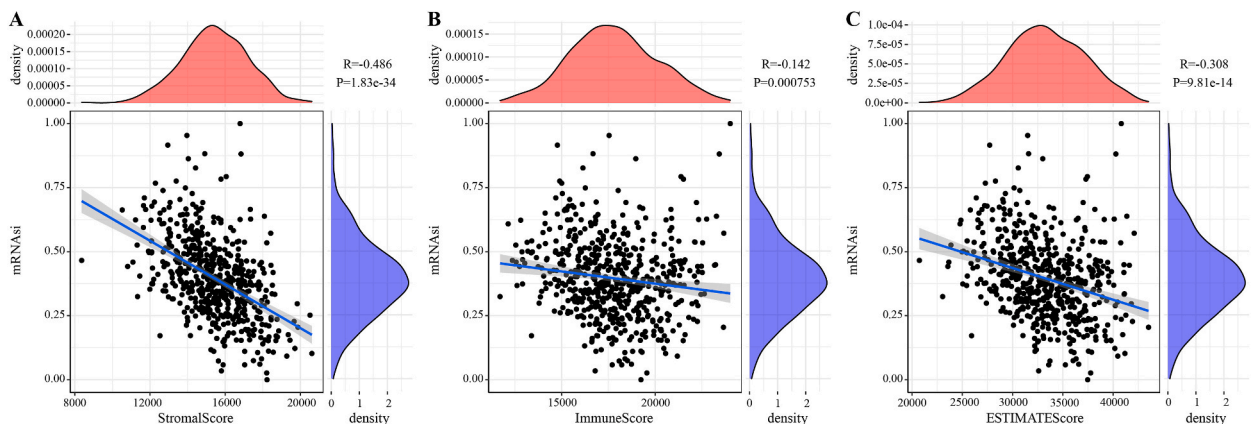 A
density
0.00020
0.00015
0.00010
0.00005
0.00000
R=-0.486
P=1.83e-34
mRNAsi
1.00
0.75
0.50
0.25
0.00
8000 12000 16000 20000
StromalScore
0 1 2
density
B
density
0.00015
0.00010
0.00005
0.00000
R=-0.142
P=0.000753
mRNAsi
1.00
0.75
0.50
0.25
0.00
15000 20000
ImmuneScore
0 1 2
density
C
density
1.0e-04
7.5e-05
5.0e-05
2.5e-05
0.0e+00
R=-0.308
P=9.81e-14
mRNAsi
1.00
0.75
0.50
0.25
0.00
20000 25000 30000 35000 40000
ESTIMATEScore
0 1 2
density